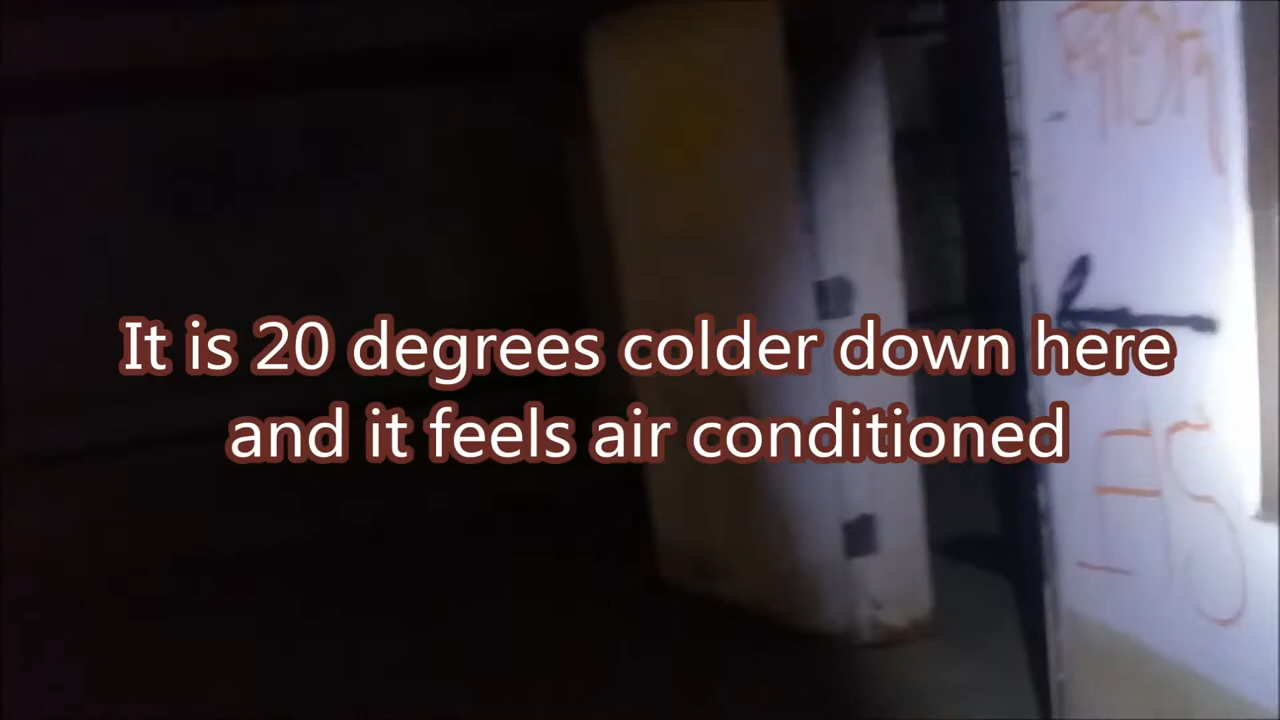 It is 20 degrees colder down here
and it feels air conditioned